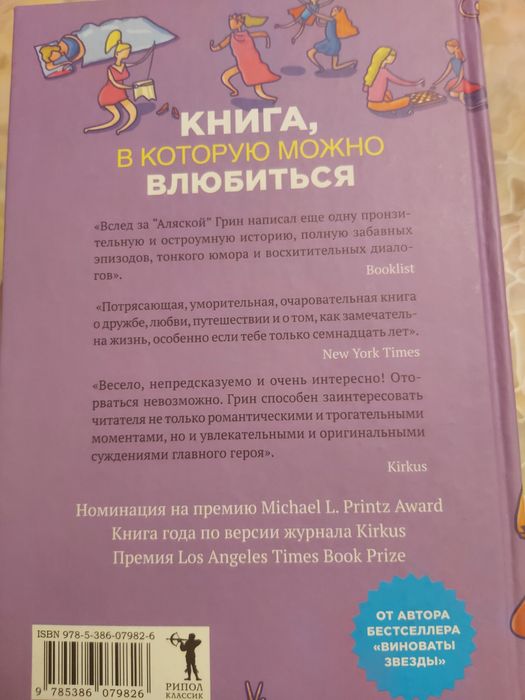 КНИГА,
В КОТОРУЮ МОЖНО
ВЛЮБИТЬСЯ
«Вслед за "Аляской" Грин написал еще одну пронзи-
тельную и остроумную историю, полную забавных
эпизодов, тонкого юмора и восхитительных диало-
гов».
Booklist
«Потрясающая, уморительная, очаровательная книга
о дружбе, любви, путешествии и о том, как замечатель-
на жизнь, особенно если тебе только семнадцать лет».
New York Times
«Весело, непредсказуемо и очень интересно! Ото-
рваться невозможно. Грин способен заинтересовать
читателя не только романтическими и трогательными
моментами, но и увлекательными и оригинальными
суждениями главного героя».
Kirkus
Номинация на премию Michael L. Printz Award
Книга года по версии журнала Kirkus
Премия Los Angeles Times Book Prize
ОТ АВТОРА
БЕСТСЕЛЛЕРА
«ВИНОВАТЫ
ЗВЕЗДЫ»
ISBN 978-5-386-07982-6
9 785386 079826
РИПОЛ
КЛАССИК